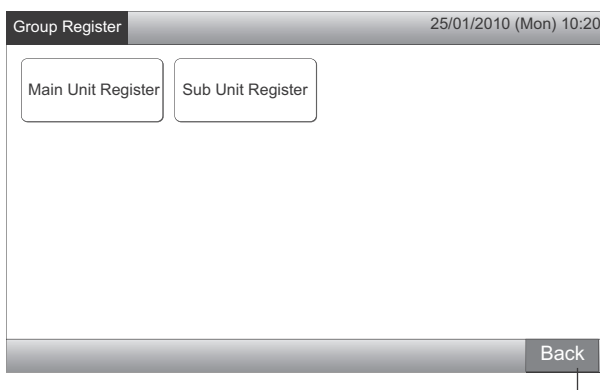 Group Register 25/01/2010 (Mon) 10:20
Main Unit Register Sub Unit Register
Back